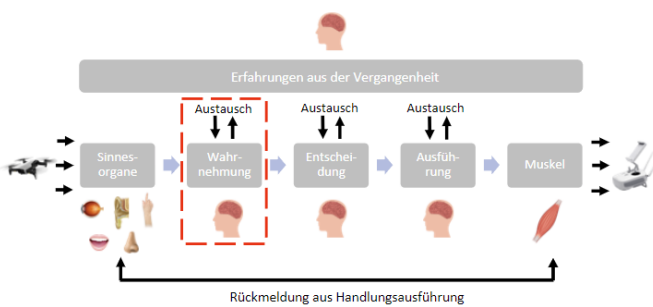 Erfahrungen aus der Vergangenheit
Austausch Austausch Austausch
Sinnes-
organe
Wahr-
nehmung
Entschei-
dung
Ausfüh-
rung
Muskel
Rückmeldung aus Handlungsausführung